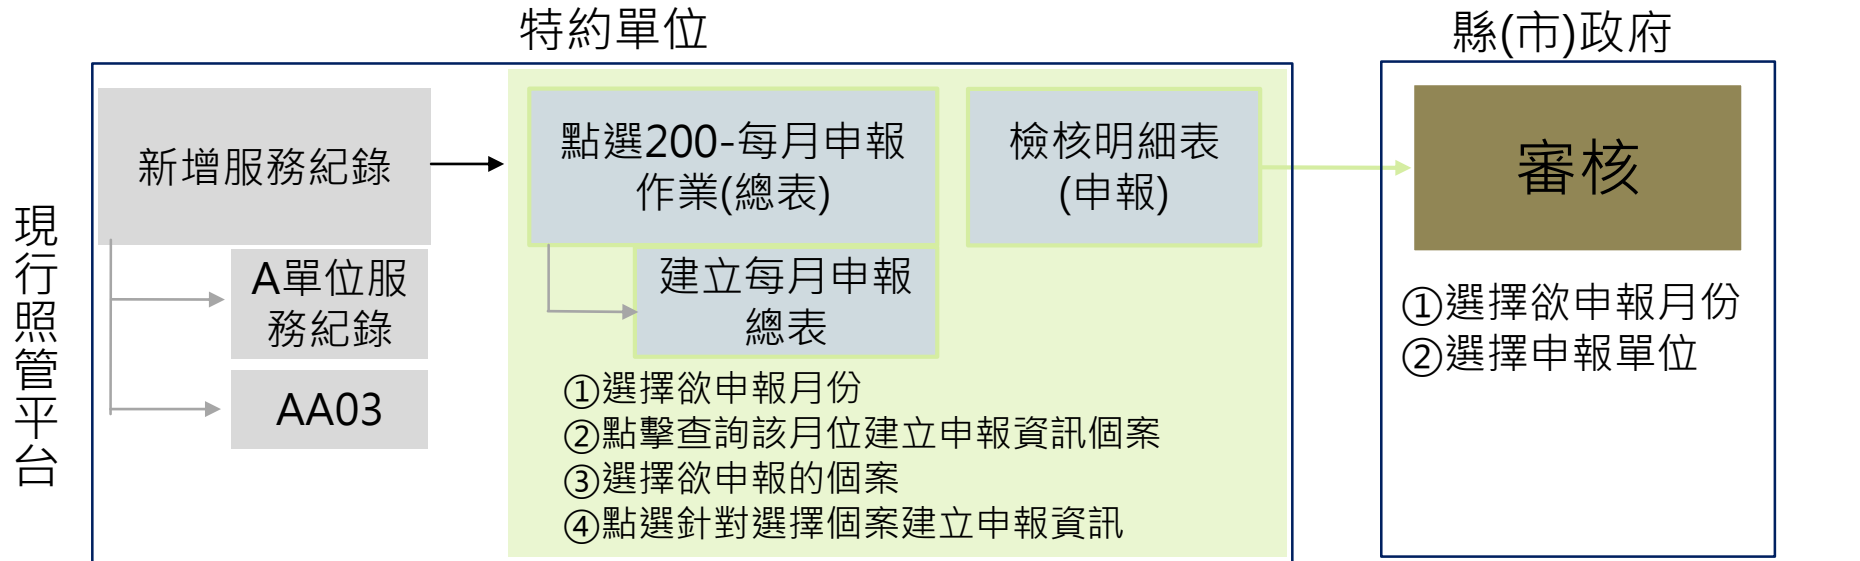 特約單位
縣(市)政府
現行照管平台
新增服務紀錄
A單位服
務紀錄
AA03
點選200-每月申報
作業(總表)
建立每月申報
總表
檢核明細表
(申報)
①選擇欲申報月份
②點擊查詢該月位建立申報資訊個案
③選擇欲申報的個案
④點選針對選擇個案建立申報資訊
審核
①選擇欲申報月份
②選擇申報單位